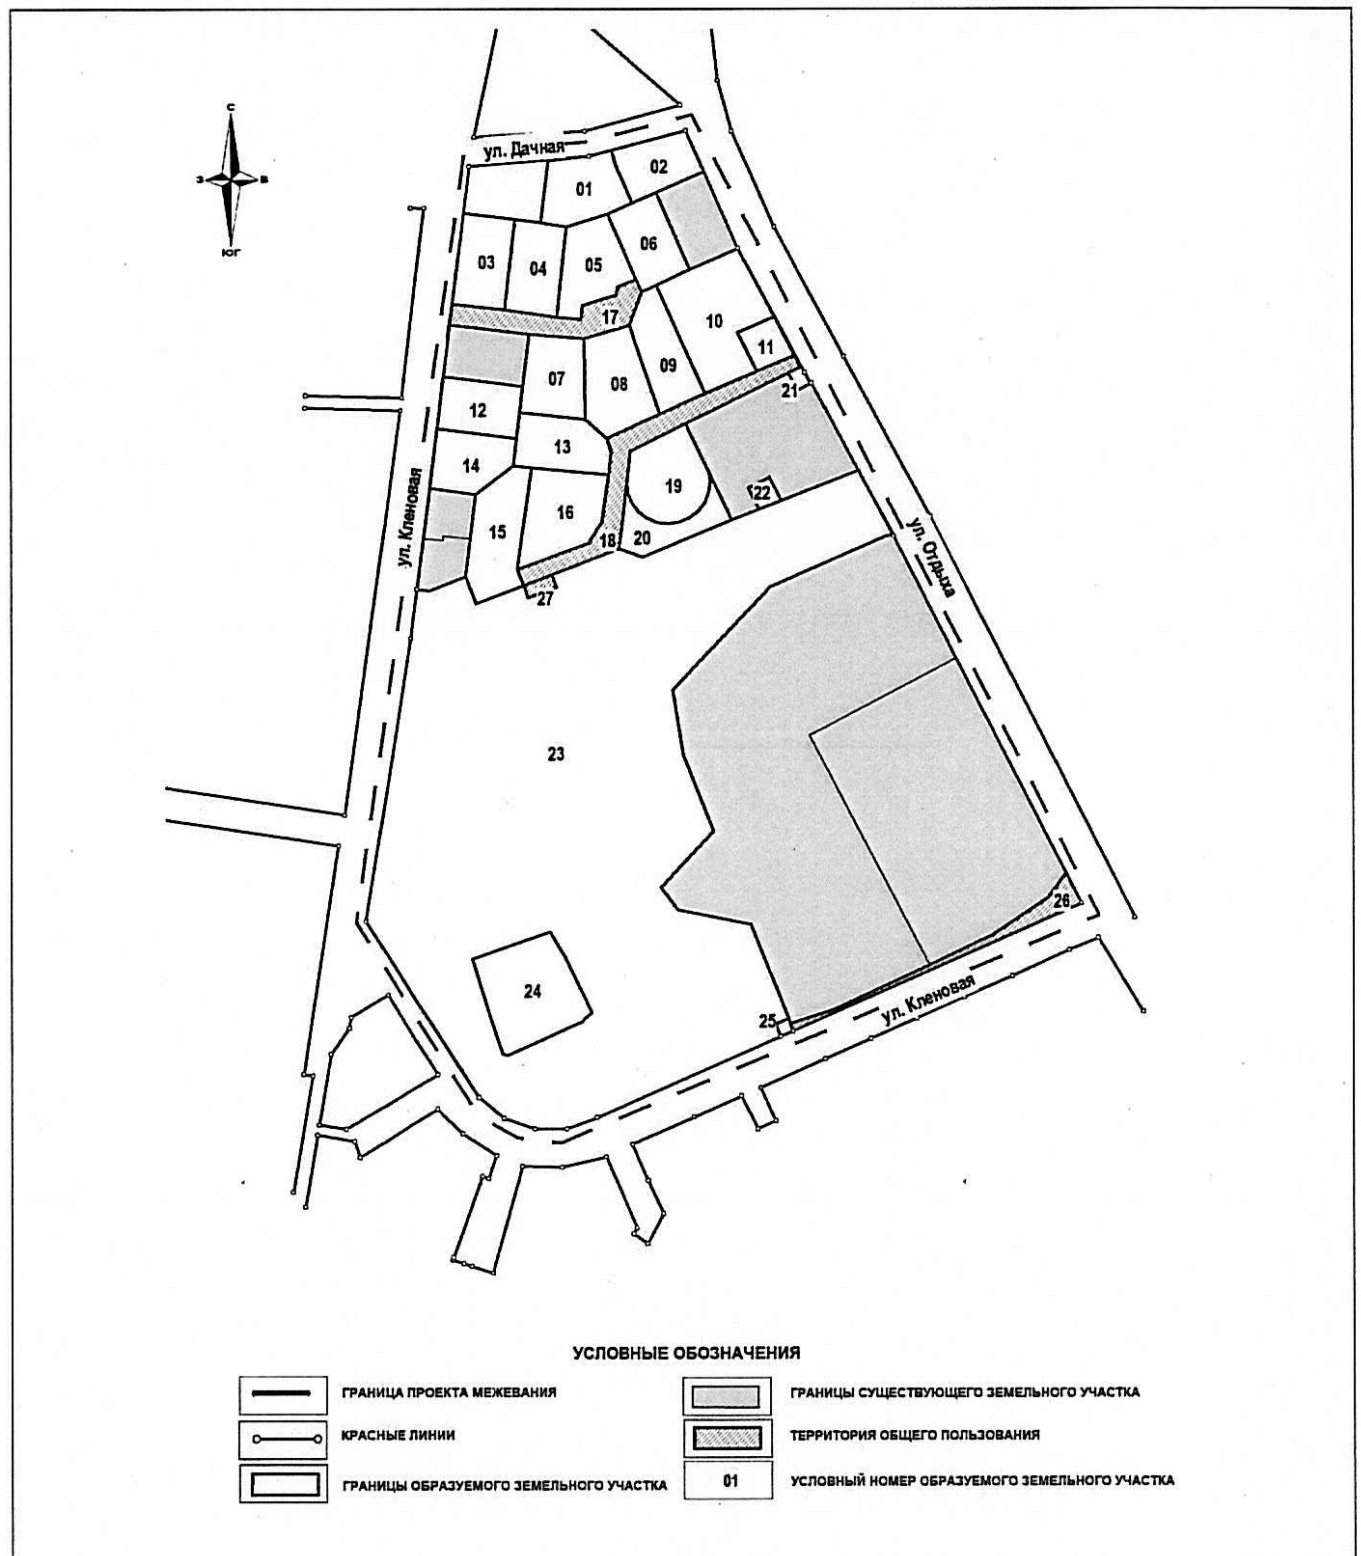 С
З
В
ЮГ
ул. Дачная
01
02
03
04
05
06
17
10
11
07
08
09
21
12
13
14
19
22
15
16
18
20
27
ул. Кленовая
ул. Отдыха
23
26
24
25
ул. Кленовая
УСЛОВНЫЕ ОБОЗНАЧЕНИЯ
ГРАНИЦА ПРОЕКТА МЕЖЕВАНИЯ
КРАСНЫЕ ЛИНИИ
ГРАНИЦЫ ОБРАЗУЕМОГО ЗЕМЕЛЬНОГО УЧАСТКА
ГРАНИЦЫ СУЩЕСТВУЮЩЕГО ЗЕМЕЛЬНОГО УЧАСТКА
ТЕРРИТОРИЯ ОБЩЕГО ПОЛЬЗОВАНИЯ
01
УСЛОВНЫЙ НОМЕР ОБРАЗУЕМОГО ЗЕМЕЛЬНОГО УЧАСТКА